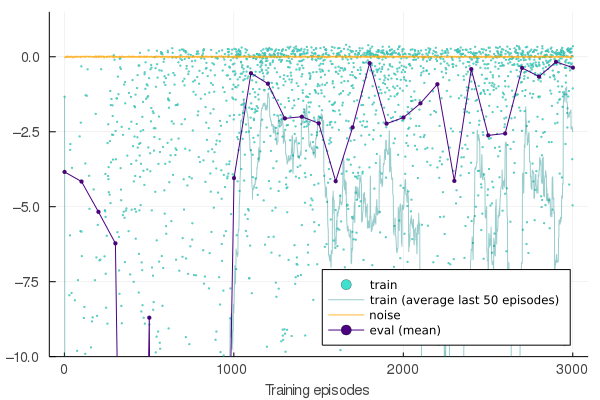 0.0
−2.5
−5.0
−7.5
−10.0
0
1000
2000
3000
Training episodes
train
train (average last 50 episodes)
noise
eval (mean)